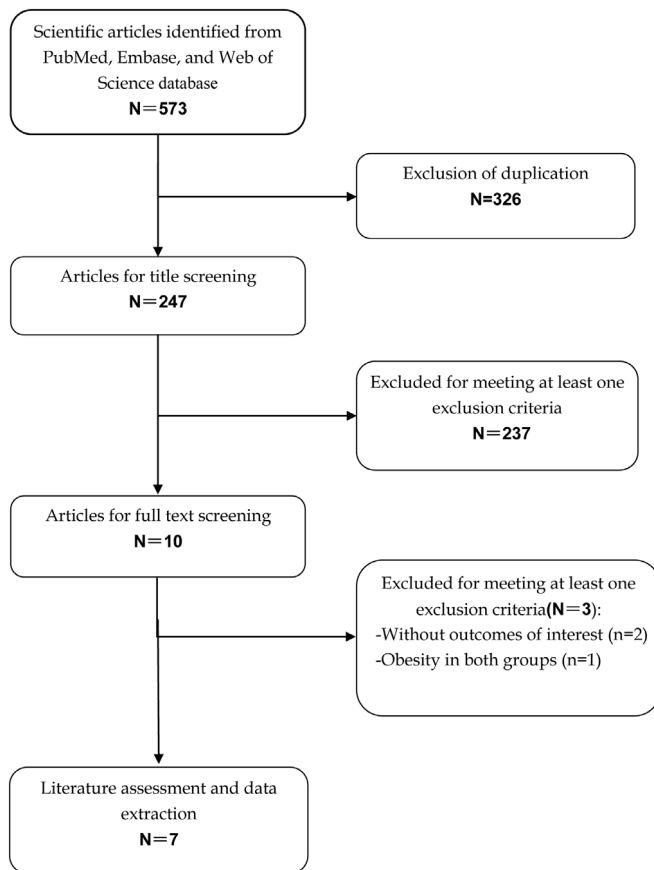 Scientific articles identified from
PubMed, Embase, and Web of
Science database
N＝573
Exclusion of duplication
N=326
Articles for title screening
N＝247
Excluded for meeting at least one
exclusion criteria
N＝237
Articles for full text screening
N＝10
Excluded for meeting at least one
exclusion criteria(N＝3):
-Without outcomes of interest (n=2)
-Obesity in both groups (n=1)
Literature assessment and data
extraction
N＝7